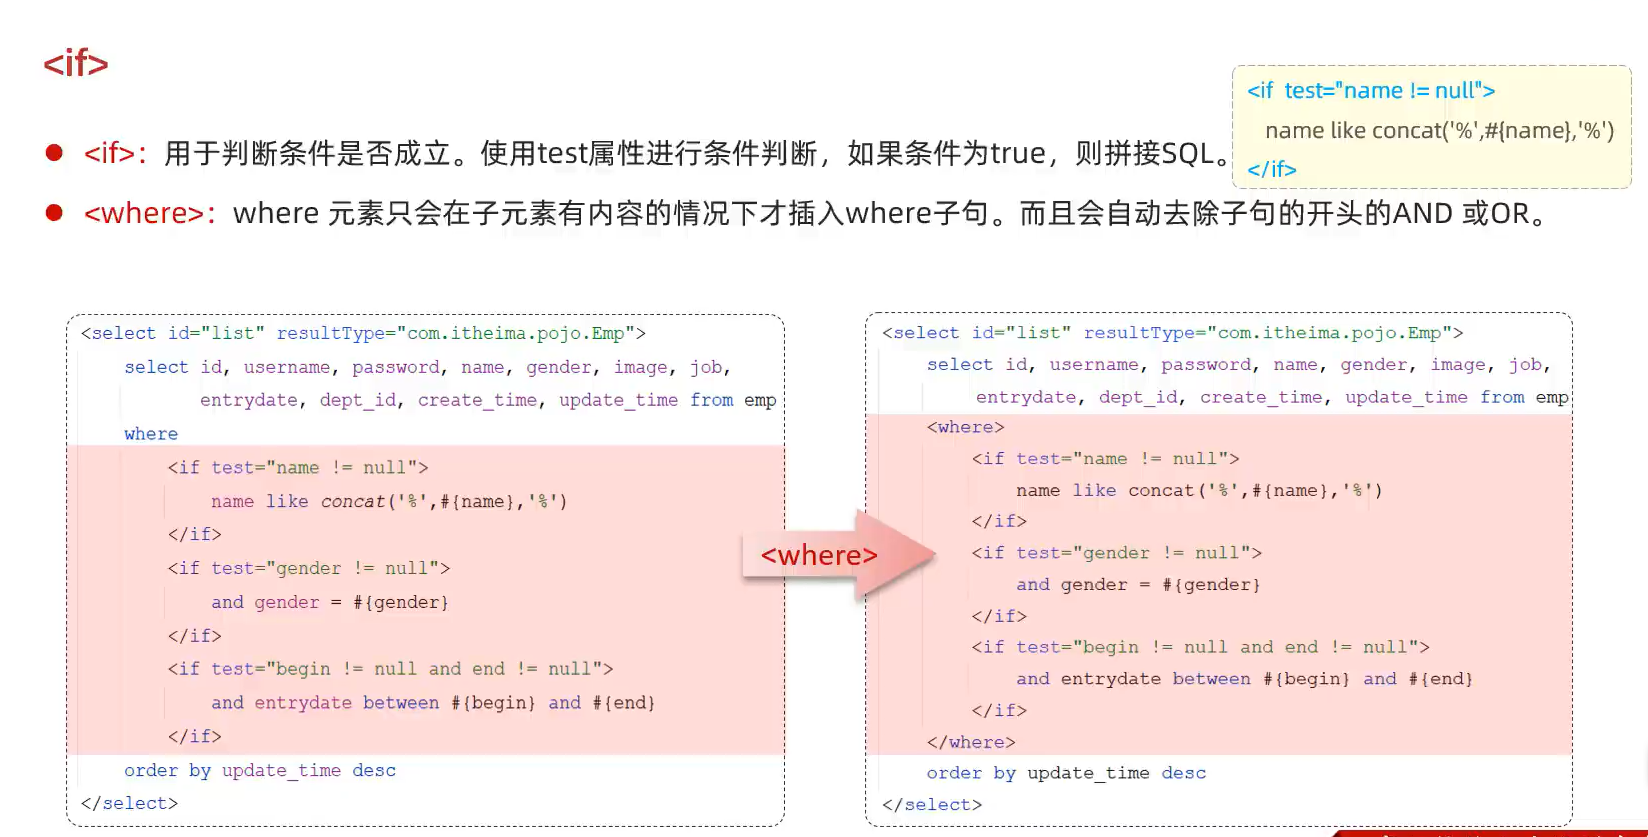 <if>
<if test="name != null">
name like concat('%',#{name},'%')
</if>
● <if>：用于判断条件是否成立。使用test属性进行条件判断，如果条件为true，则拼接SQL。
● <where>：where 元素只会在子元素有内容的情况下才插入where子句。而且会自动去除子句的开头的AND 或OR。
<select id="list" resultType="com.itheima.pojo.Emp">
select id, username, password, name, gender, image, job,
entrydate, dept_id, create_time, update_time from emp
where
<if test="name != null">
name like concat('%',#{name},'%')
</if>
<if test="gender != null">
and gender = #{gender}
</if>
<if test="begin != null and end != null">
and entrydate between #{begin} and #{end}
</if>
order by update_time desc
</select>
<where>
<select id="list" resultType="com.itheima.pojo.Emp">
select id, username, password, name, gender, image, job,
entrydate, dept_id, create_time, update_time from emp
<where>
<if test="name != null">
name like concat('%',#{name},'%')
</if>
<if test="gender != null">
and gender = #{gender}
</if>
<if test="begin != null and end != null">
and entrydate between #{begin} and #{end}
</if>
</where>
order by update_time desc
</select>